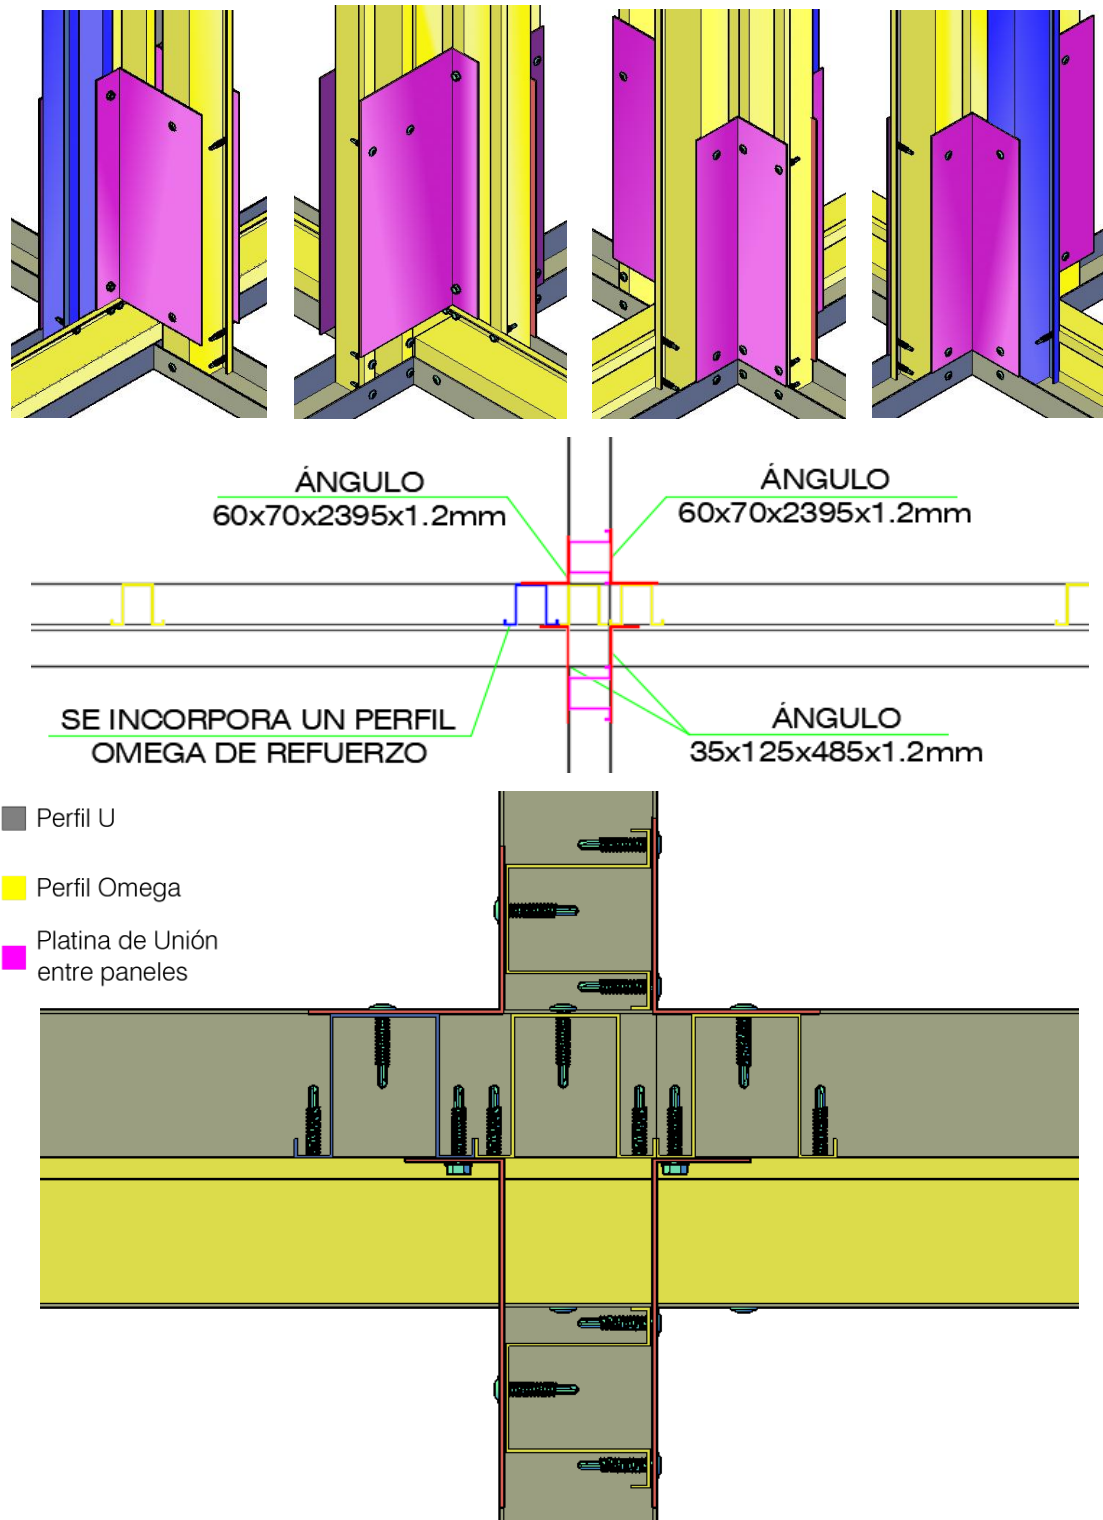 ÁNGULO
60x70x2395x1.2mm
ÁNGULO
60x70x2395x1.2mm
SE INCORPORA UN PERFIL
OMEGA DE REFUERZO
ÁNGULO
35x125x485x1.2mm
Perfil U
Perfil Omega
Platina de Unión
entre paneles